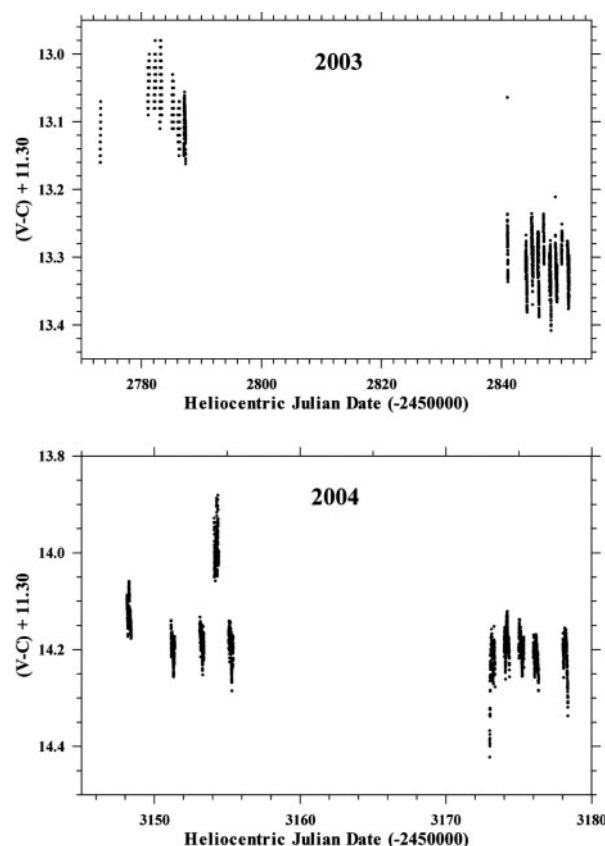 13.0
13.1
13.2
13.3
13.4
(V-C) + 11.30
2003
2780 2800 2820 2840
Heliocentric Julian Date (-2450000)
13.8
14.0
14.2
14.4
(V-C) + 11.30
2004
3150 3160 3170 3180
Heliocentric Julian Date (-2450000)